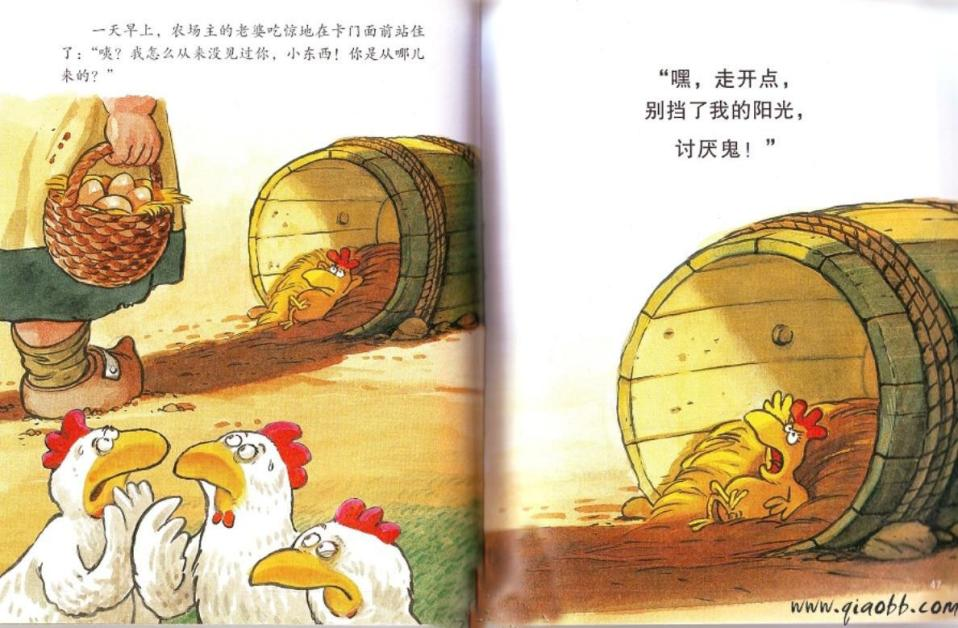 一天早上，农场主的老婆吃惊地在卡门面前站住
了：“咦？我怎么从来没见过你，小东西！你是从哪儿
来的？”
“嘿，走开点，
别挡了我的阳光，
讨厌鬼！”
47
www.qiaobb.com